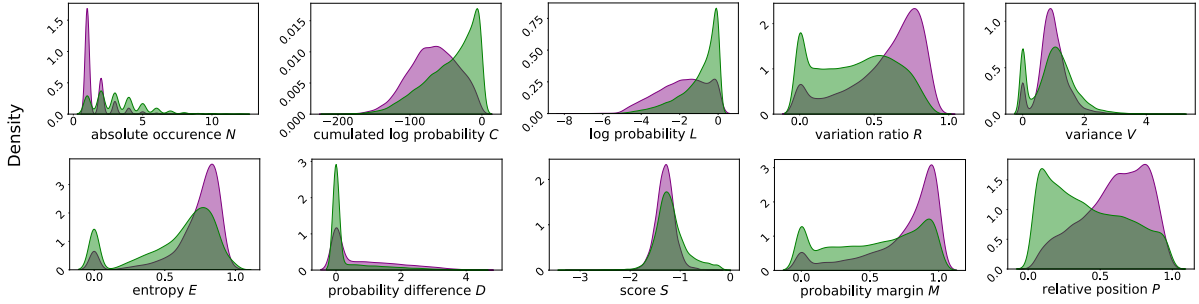 Density
0.0 0.5 1.0 1.5
0 5 10
absolute occurence N
0.000 0.005 0.010 0.015
−200 −100 0
cumulated log probability C
0.00 0.25 0.50 0.75
−8 −6 −4 −2 0
log probability L
0 1 2
0.0 0.5 1.0
variation ratio R
0.0 0.5 1.0
0 2 4
variance V
0 1 2 3
0.0 0.5 1.0
entropy E
0 1 2 3
0 2 4
probability difference D
0 1 2
−3 −2 −1 0
score S
0 1 2 3
0.0 0.5 1.0
probability margin M
0.0 0.5 1.0 1.5
0.0 0.5 1.0
relative position P